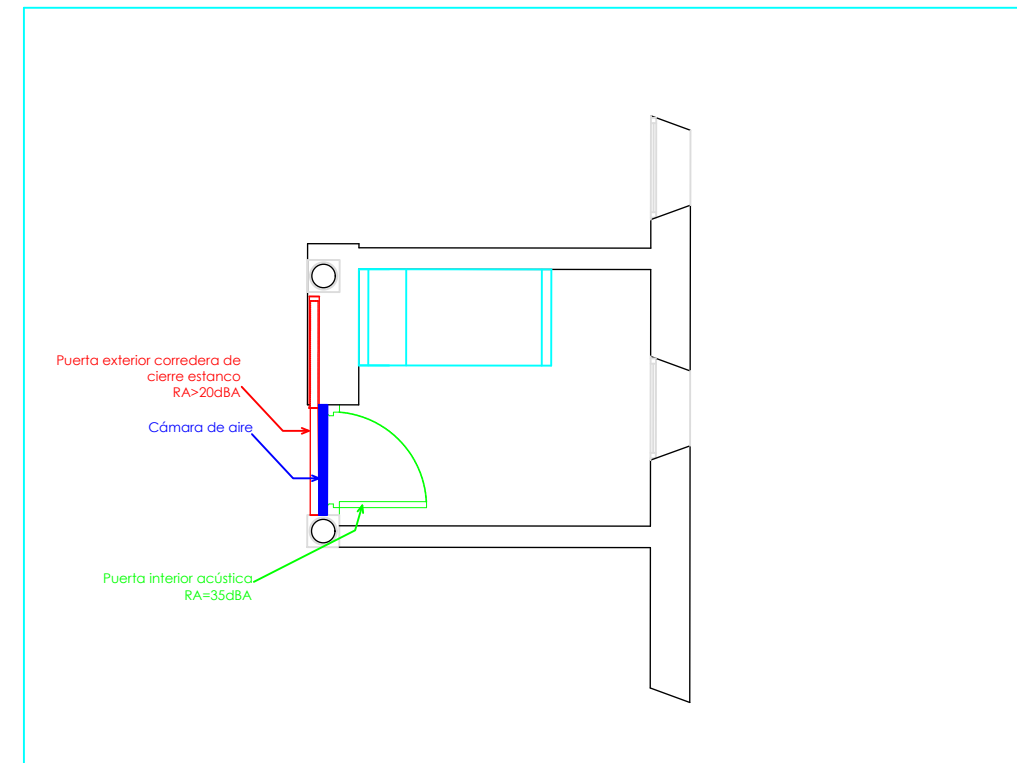 Puerta exterior corredera de
cierre estanco
RA>20dBA
Cámara de aire
Puerta interior acústica
RA=35dBA